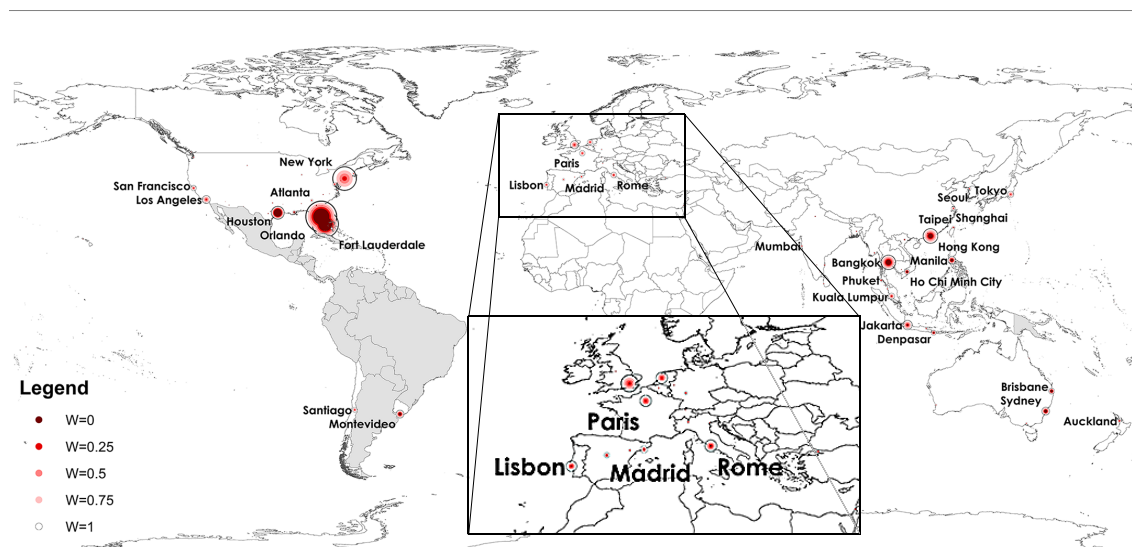 New York
San Francisco
Los Angeles
Atlanta
Houston
Orlando
Fort Lauderdale
Paris
Lisbon
Madrid
Rome
Mumbai
Tokyo
Seoul
Taipei
Shanghai
Hong Kong
Bangkok
Manila
Phuket
Ho Chi Minh City
Kuala Lumpur
Jakarta
Denpasar
Brisbane
Sydney
Auckland
Santiago
Montevideo
Paris
Lisbon
Madrid
Rome
Legend
W=0
W=0.25
W=0.5
W=0.75
W=1